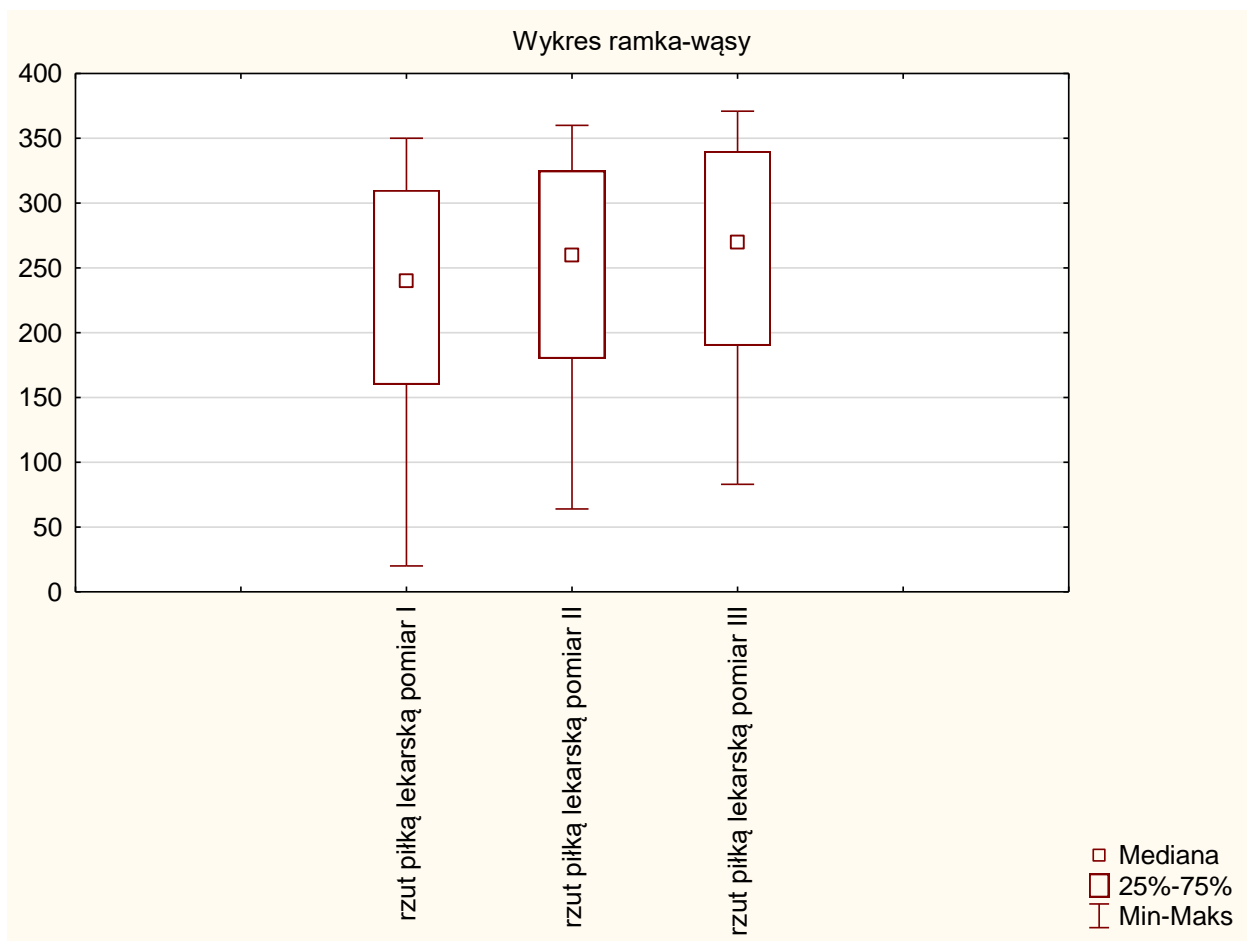 Wykres ramka-wąsy
400
350
300
250
200
150
100
50
0
rzut piłką lekarską pomiar I
rzut piłką lekarską pomiar II
rzut piłką lekarską pomiar III
Mediana
25%-75%
Min-Maks